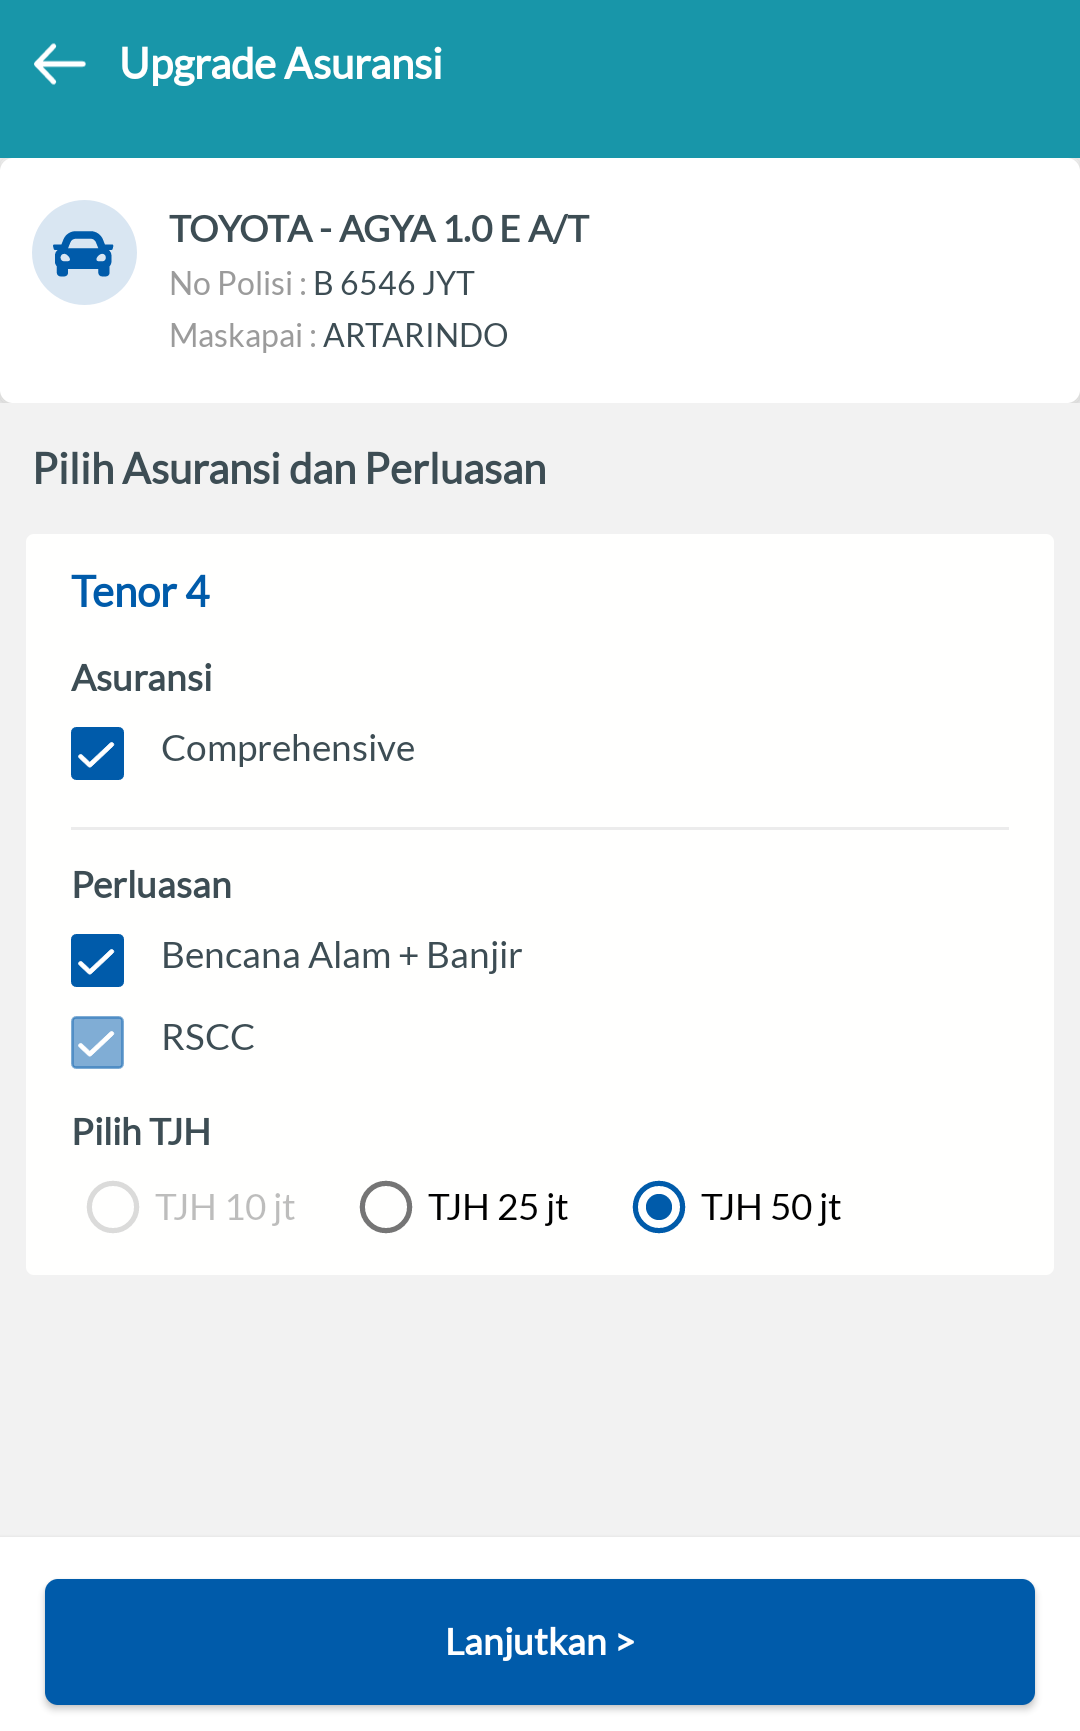 Upgrade Asuransi
TOYOTA - AGYA 1.0 E A/T
No Polisi : B 6546 JYT
Maskapai : ARTARINDO
Pilih Asuransi dan Perluasan
Tenor 4
Asuransi
Comprehensive
Perluasan
Bencana Alam + Banjir
RSCC
Pilih TJH
TJH 10 jt TJH 25 jt TJH 50 jt
Lanjutkan >